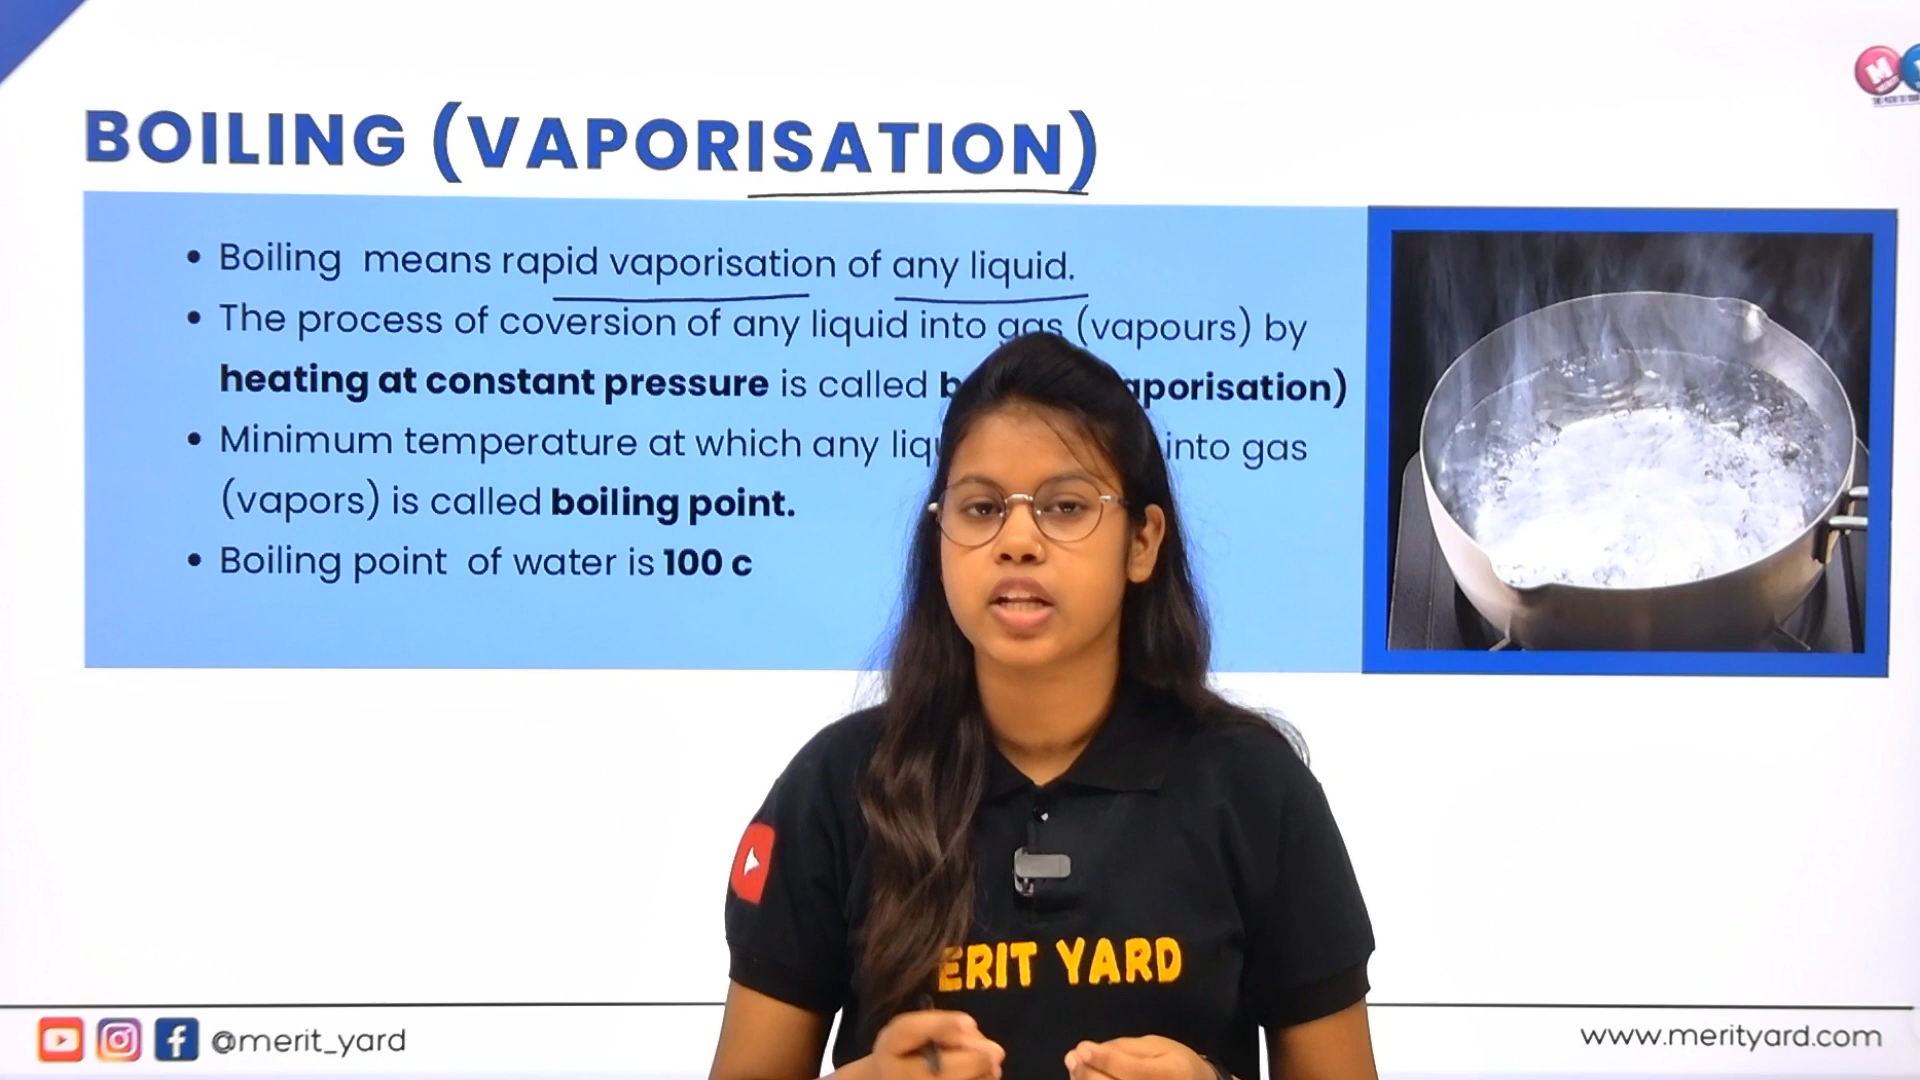 BOILING (VAPORISATION)
• Boiling means rapid vaporisation of any liquid.
• The process of coversion of any liquid into gas (vapours) by
heating at constant pressure is called aporisation)
• Minimum temperature at which any liq into gas
(vapors) is called boiling point.
• Boiling point of water is 100 c
ERIT YARD
@merit_yard
www.merityard.com